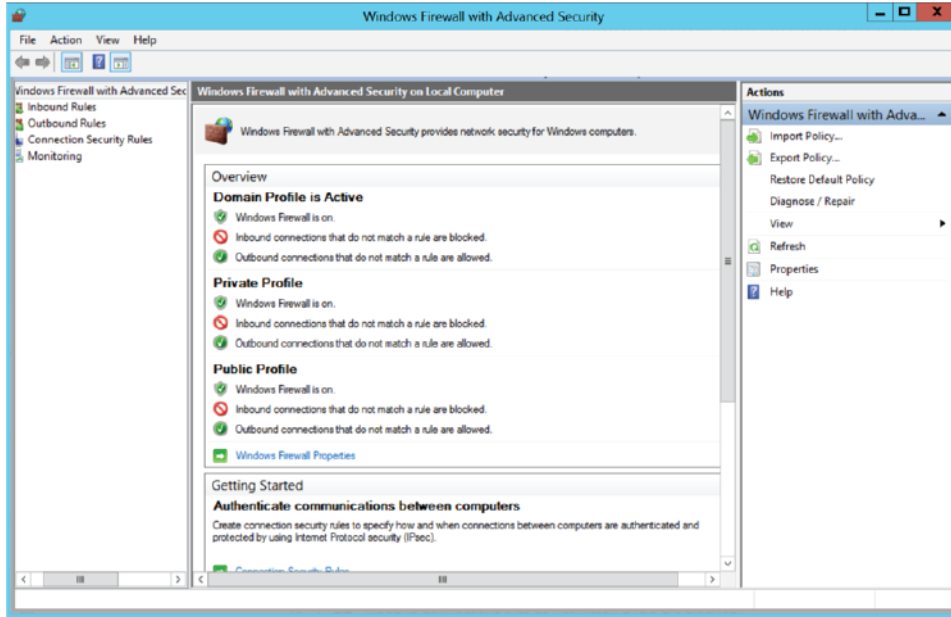 Windows Firewall with Advanced Security
File Action View Help
Windows Firewall with Advanced Sec
Inbound Rules
Outbound Rules
Connection Security Rules
Monitoring
Windows Firewall with Advanced Security on Local Computer
Windows Firewall with Advanced Security provides network security for Windows computers.
Overview
Domain Profile is Active
Windows Firewall is on.
Inbound connections that do not match a rule are blocked.
Outbound connections that do not match a rule are allowed.
Private Profile
Windows Firewall is on.
Inbound connections that do not match a rule are blocked.
Outbound connections that do not match a rule are allowed.
Public Profile
Windows Firewall is on.
Inbound connections that do not match a rule are blocked.
Outbound connections that do not match a rule are allowed.
Windows Firewall Properties
Getting Started
Authenticate communications between computers
Create connection security rules to specify how and when connections between computers are authenticated and
protected by using Internet Protocol security (IPsec).
Connection Security Rules
Actions
Windows Firewall with Adva...
Import Policy...
Export Policy...
Restore Default Policy
Diagnose / Repair
View
Refresh
Properties
Help